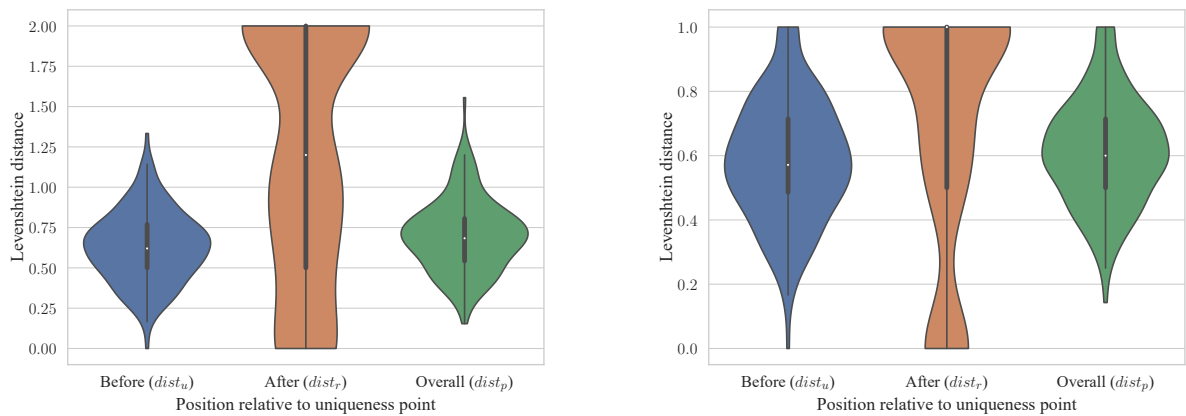 2.00
1.75
1.50
1.25
1.00
0.75
0.50
0.25
0.00
Levenshtein distance
Before (dist_u) After (dist_r) Overall (dist_p)
Position relative to uniqueness point
1.0
0.8
0.6
0.4
0.2
0.0
Levenshtein distance
Before (dist_u) After (dist_r) Overall (dist_p)
Position relative to uniqueness point